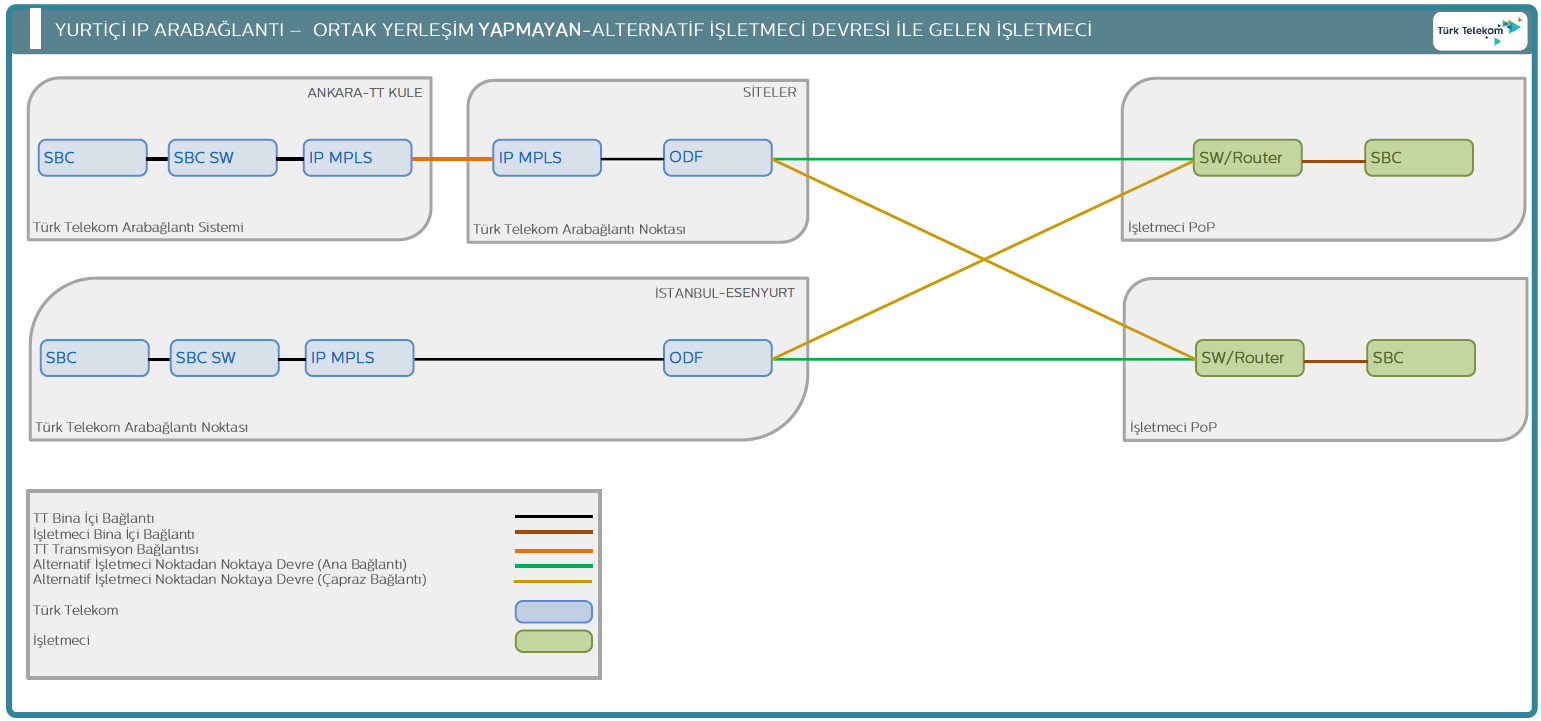 YURTİÇİ IP ARABAĞLANTI – ORTAK YERLEŞİM YAPMAYAN-ALTERNATİF İŞLETMECİ DEVRESİ İLE GELEN İŞLETMECİ
Türk Telekom
ANKARA-TT KULE
SBC
SBC SW
IP MPLS
Türk Telekom Arabağlantı Sistemi
SİTELER
IP MPLS
ODF
Türk Telekom Arabağlantı Noktası
SW/Router
SBC
İşletmeci PoP
İSTANBUL-ESENYURT
SBC
SBC SW
IP MPLS
ODF
Türk Telekom Arabağlantı Noktası
SW/Router
SBC
İşletmeci PoP
TT Bina İçi Bağlantı
İşletmeci Bina İçi Bağlantı
TT Transmisyon Bağlantısı
Alternatif İşletmeci Noktadan Noktaya Devre (Ana Bağlantı)
Alternatif İşletmeci Noktadan Noktaya Devre (Çapraz Bağlantı)
Türk Telekom
İşletmeci